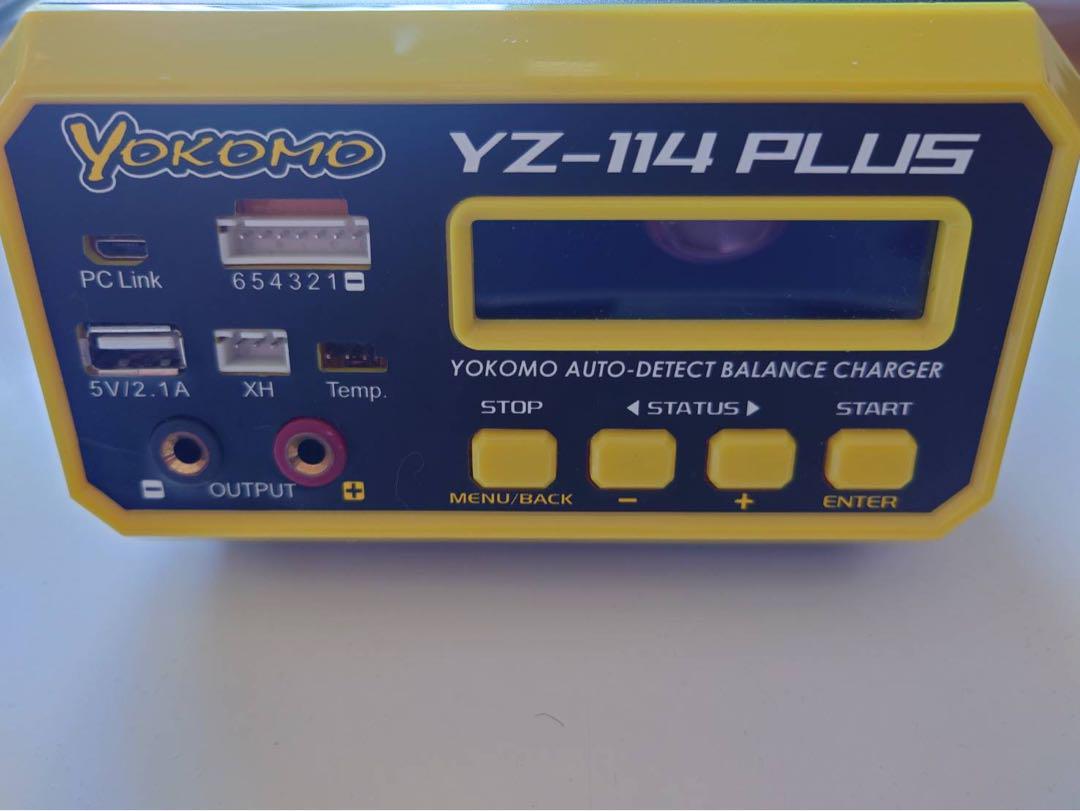 YOKOMO
YZ-114 PLUS
PC Link
654321-
5V/2.1A
XH
Temp.
- OUTPUT +
YOKOMO AUTO-DETECT BALANCE CHARGER
STOP
◀ STATUS ▶
START
MENU/BACK
-
+
ENTER